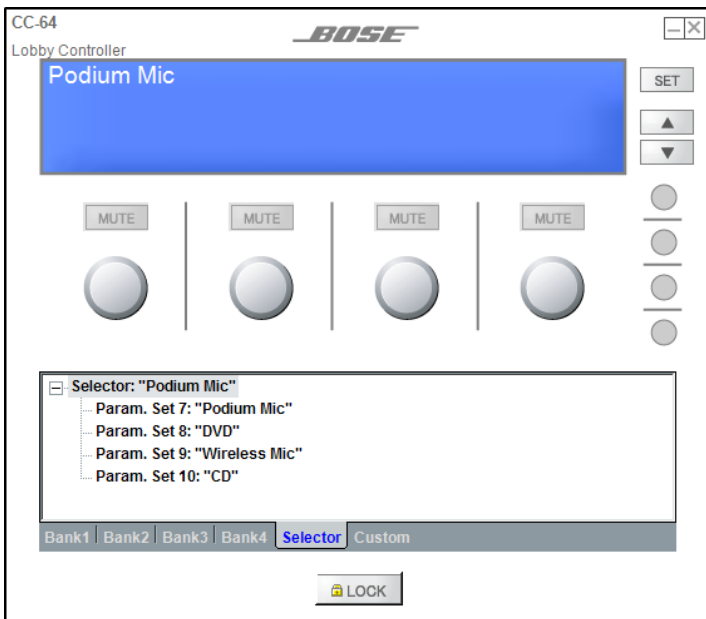 CC-64
BOSE
Lobby Controller
Podium Mic
SET
MUTE MUTE MUTE MUTE
Selector: "Podium Mic"
Param. Set 7: "Podium Mic"
Param. Set 8: "DVD"
Param. Set 9: "Wireless Mic"
Param. Set 10: "CD"
Bank1 Bank2 Bank3 Bank4 Selector Custom
LOCK